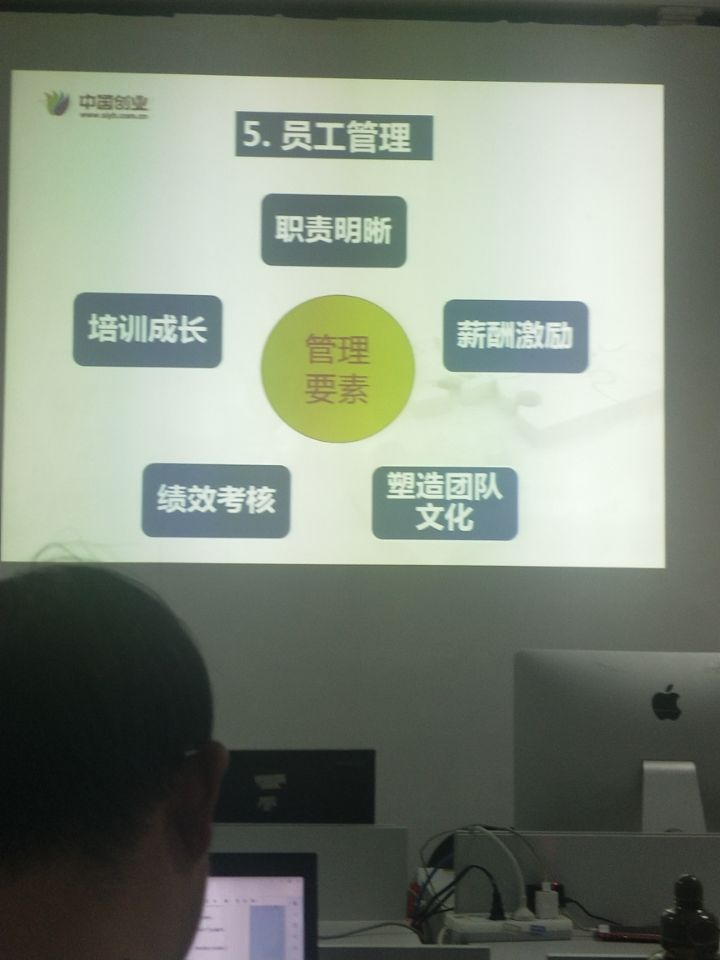 中国创业
5. 员工管理
职责明晰
培训成长
薪酬激励
管理
要素
绩效考核
塑造团队
文化